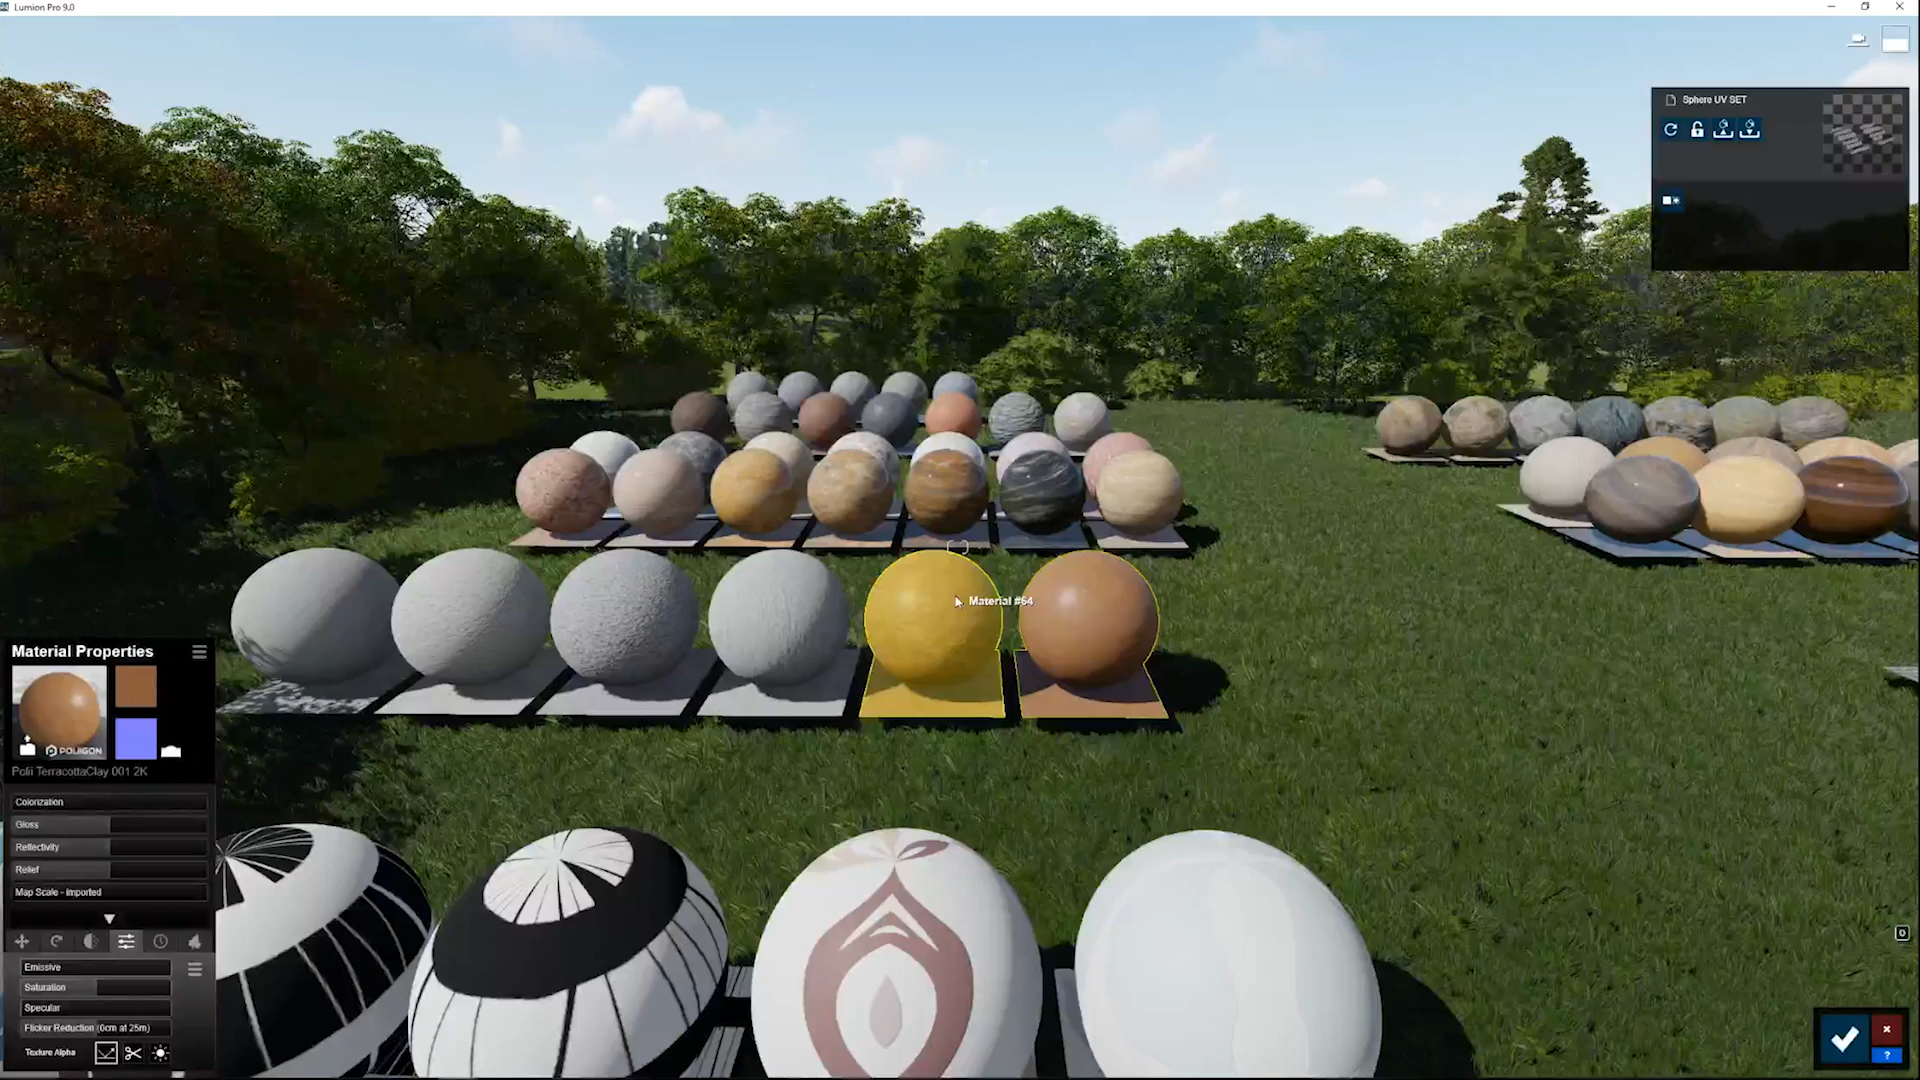 Lumion Pro 9.0
Sphere UV SET
Material #64
Material Properties
POLIIGON
Polii TerracottaClay 001 2K
Colorization
Gloss
Reflectivity
Relief
Map Scale - Imported
Emissive
Saturation
Specular
Flicker Reduction (0cm at 25m)
Texture Alpha
O
?